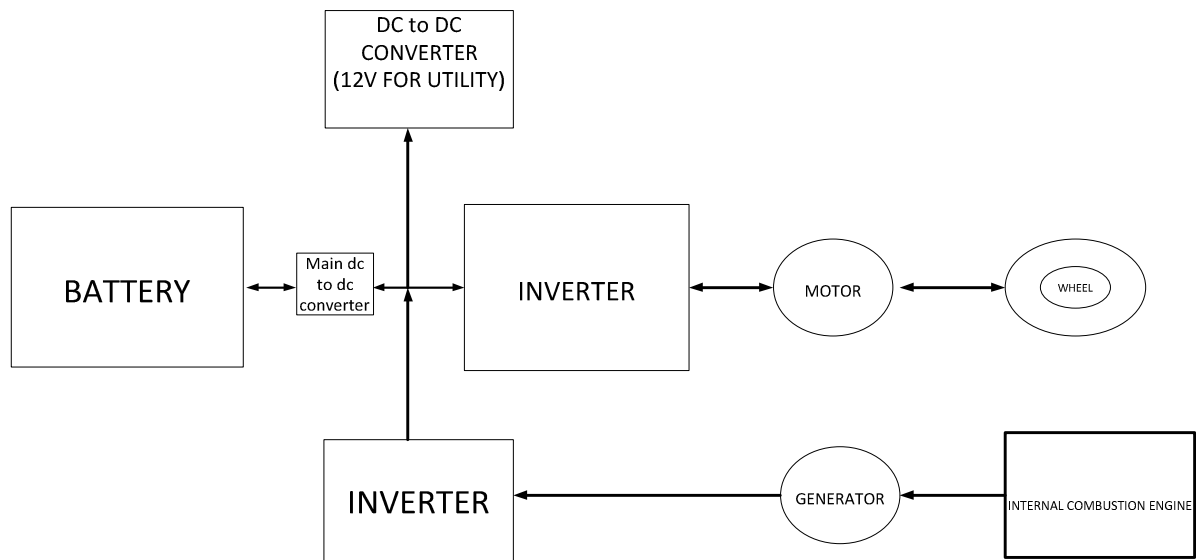 DC to DC
CONVERTER
(12V FOR UTILITY)
BATTERY
Main dc
to dc
converter
INVERTER
MOTOR
WHEEL
INVERTER
GENERATOR
INTERNAL COMBUSTION ENGINE